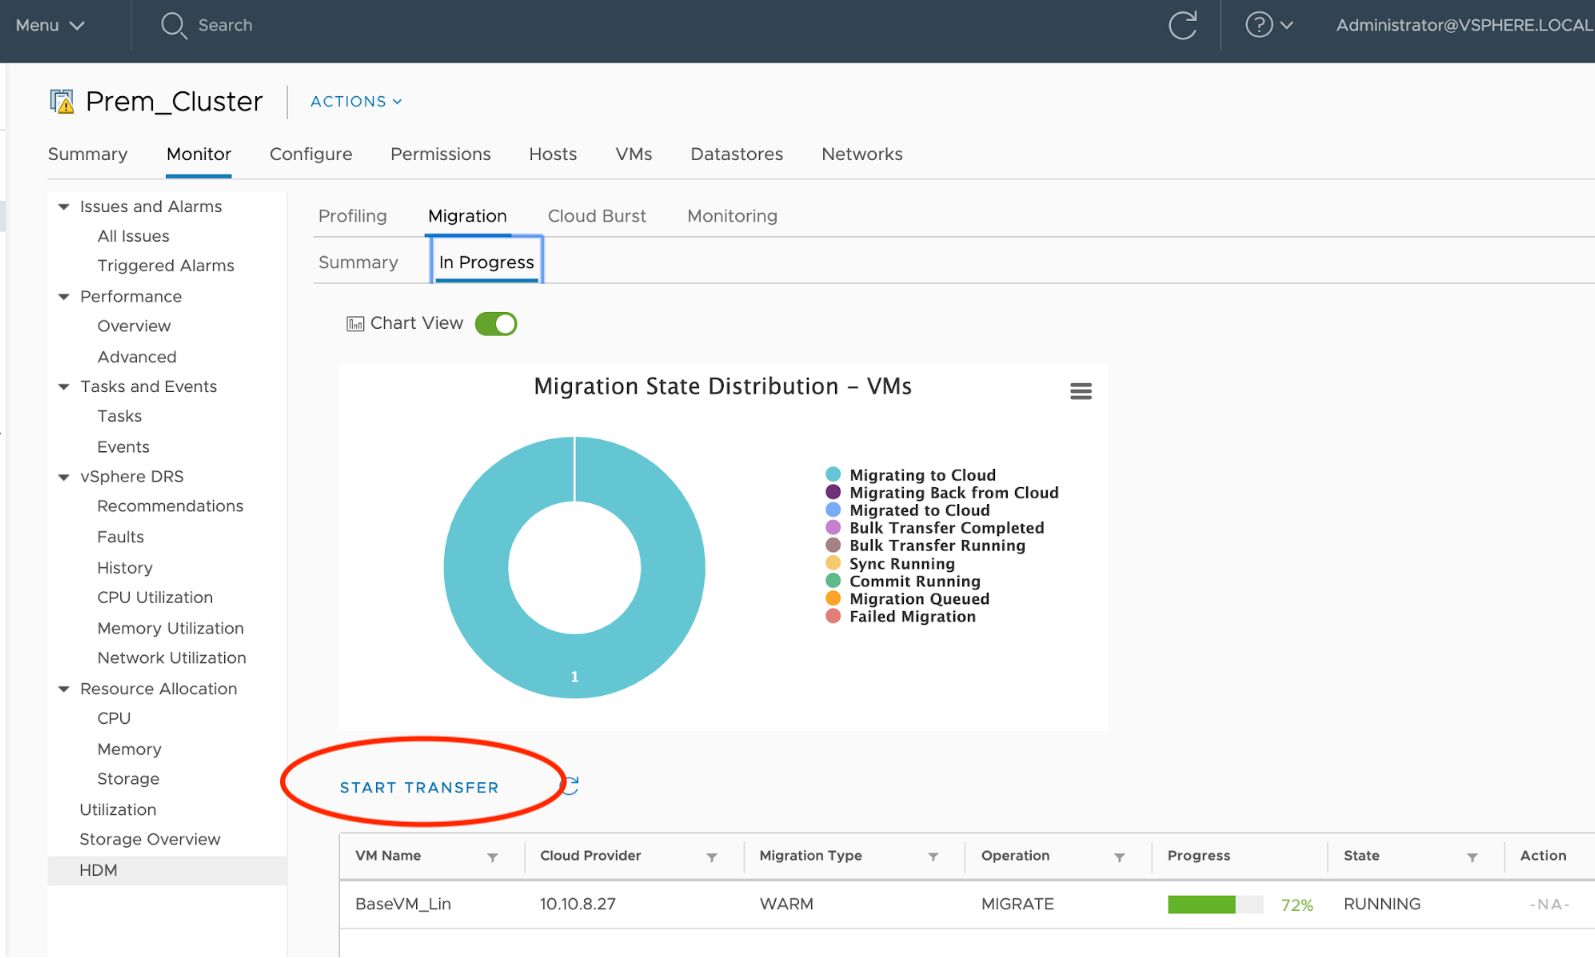 Menu
Search
Administrator@VSPHERE.LOCAL
Prem_Cluster
ACTIONS
Summary Monitor Configure Permissions Hosts VMs Datastores Networks
Issues and Alarms
All Issues
Triggered Alarms
Performance
Overview
Advanced
Tasks and Events
Tasks
Events
vSphere DRS
Recommendations
Faults
History
CPU Utilization
Memory Utilization
Network Utilization
Resource Allocation
CPU
Memory
Storage
Utilization
Storage Overview
HDM
Profiling Migration Cloud Burst Monitoring
Summary In Progress
Chart View
Migration State Distribution – VMs
1
Migrating to Cloud
Migrating Back from Cloud
Migrated to Cloud
Bulk Transfer Completed
Bulk Transfer Running
Sync Running
Commit Running
Migration Queued
Failed Migration
START TRANSFER
VM Name Cloud Provider Migration Type Operation Progress State Action
BaseVM_Lin 10.10.8.27 WARM MIGRATE 72% RUNNING -NA-